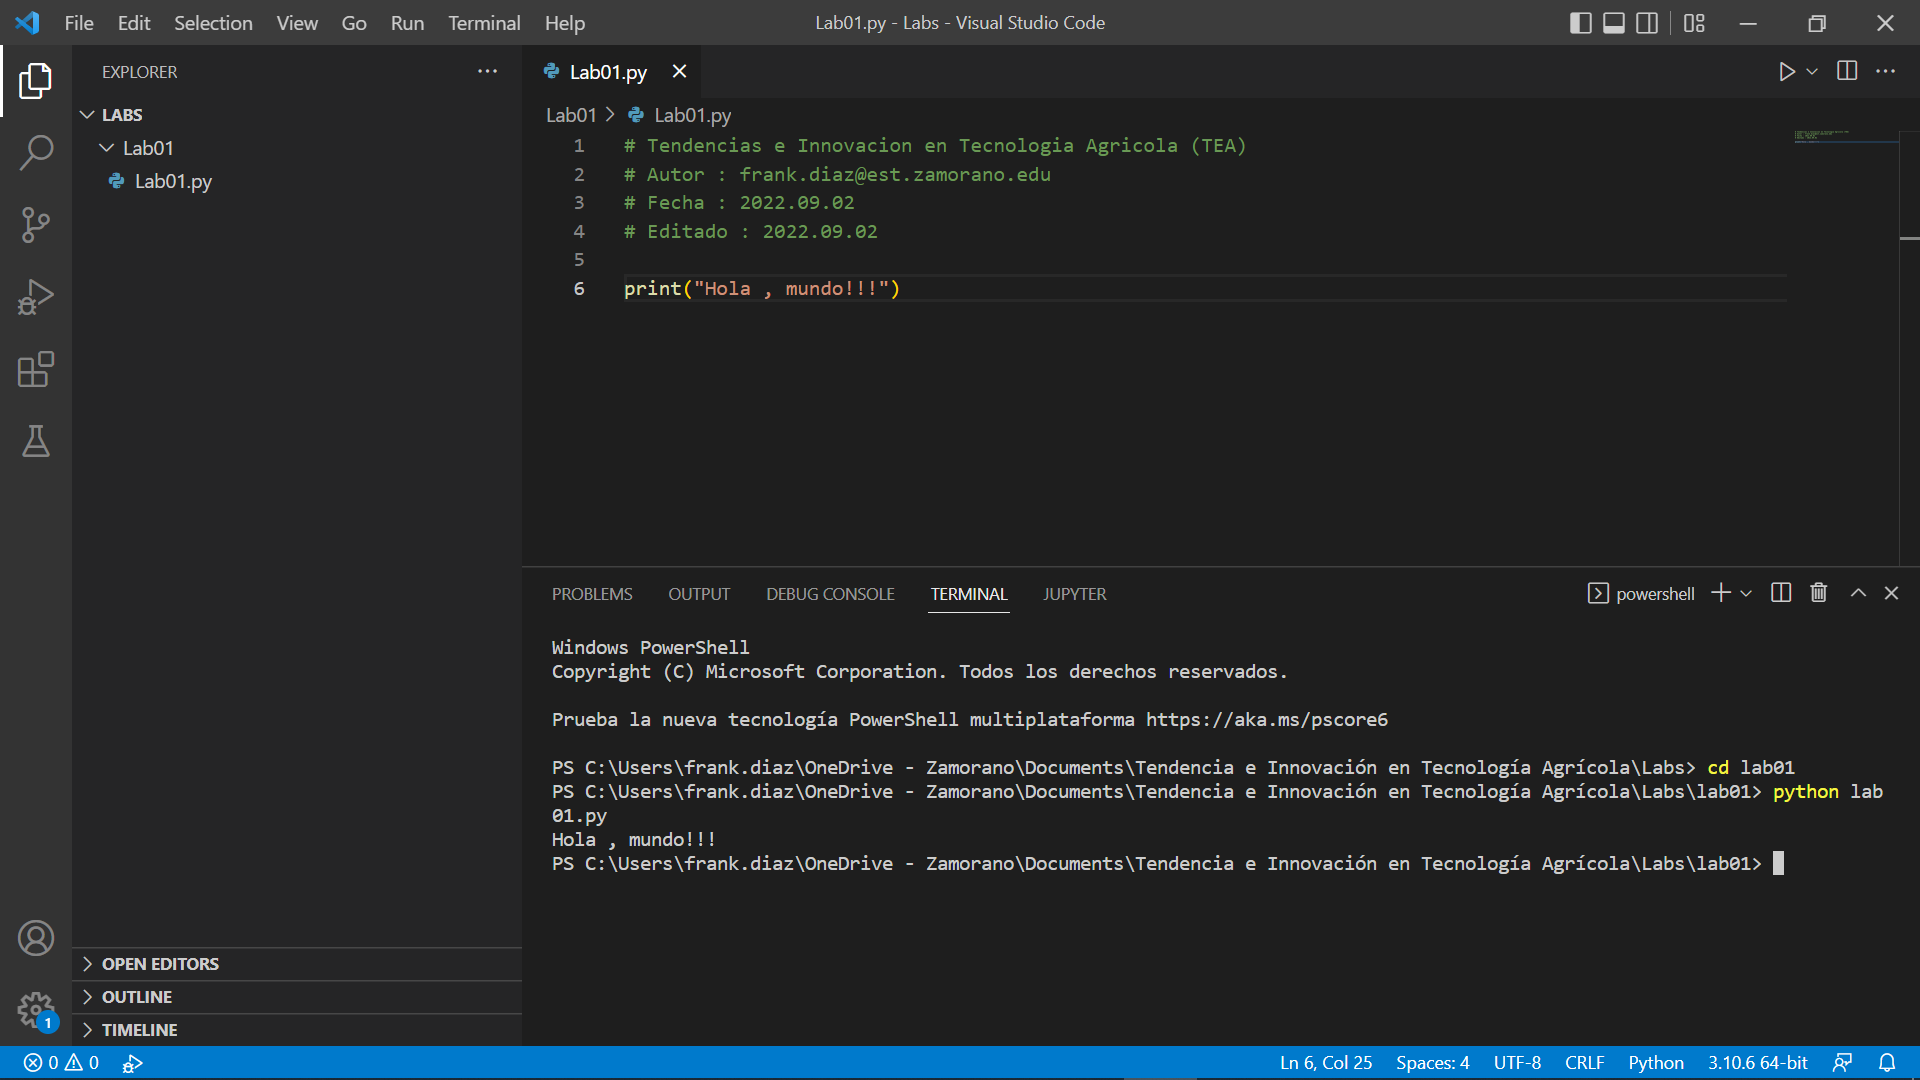 File Edit Selection View Go Run Terminal Help Lab01.py - Labs - Visual Studio Code
EXPLORER
LABS
Lab01
Lab01.py
OPEN EDITORS
OUTLINE
TIMELINE
1
Lab01.py
Lab01 > Lab01.py
1 # Tendencias e Innovacion en Tecnologia Agricola (TEA)
2 # Autor : frank.diaz@est.zamorano.edu
3 # Fecha : 2022.09.02
4 # Editado : 2022.09.02
5
6 print("Hola , mundo!!!")
PROBLEMS OUTPUT DEBUG CONSOLE TERMINAL JUPYTER powershell
Windows PowerShell
Copyright (C) Microsoft Corporation. Todos los derechos reservados.
Prueba la nueva tecnología PowerShell multiplataforma https://aka.ms/pscore6
PS C:\Users\frank.diaz\OneDrive - Zamorano\Documents\Tendencia e Innovación en Tecnología Agrícola\Labs> cd lab01
PS C:\Users\frank.diaz\OneDrive - Zamorano\Documents\Tendencia e Innovación en Tecnología Agrícola\Labs\lab01> python lab
01.py
Hola , mundo!!!
PS C:\Users\frank.diaz\OneDrive - Zamorano\Documents\Tendencia e Innovación en Tecnología Agrícola\Labs\lab01>
0 0 Ln 6, Col 25 Spaces: 4 UTF-8 CRLF Python 3.10.6 64-bit